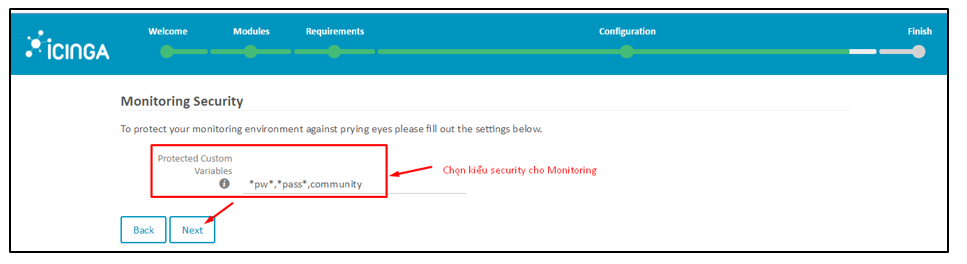 Welcome
Modules
Requirements
Configuration
Finish
ICINGA
Monitoring Security
To protect your monitoring environment against prying eyes please fill out the settings below.
Protected Custom
Variables
*pw*,*pass*,community
Chọn kiểu security cho Monitoring
Back
Next